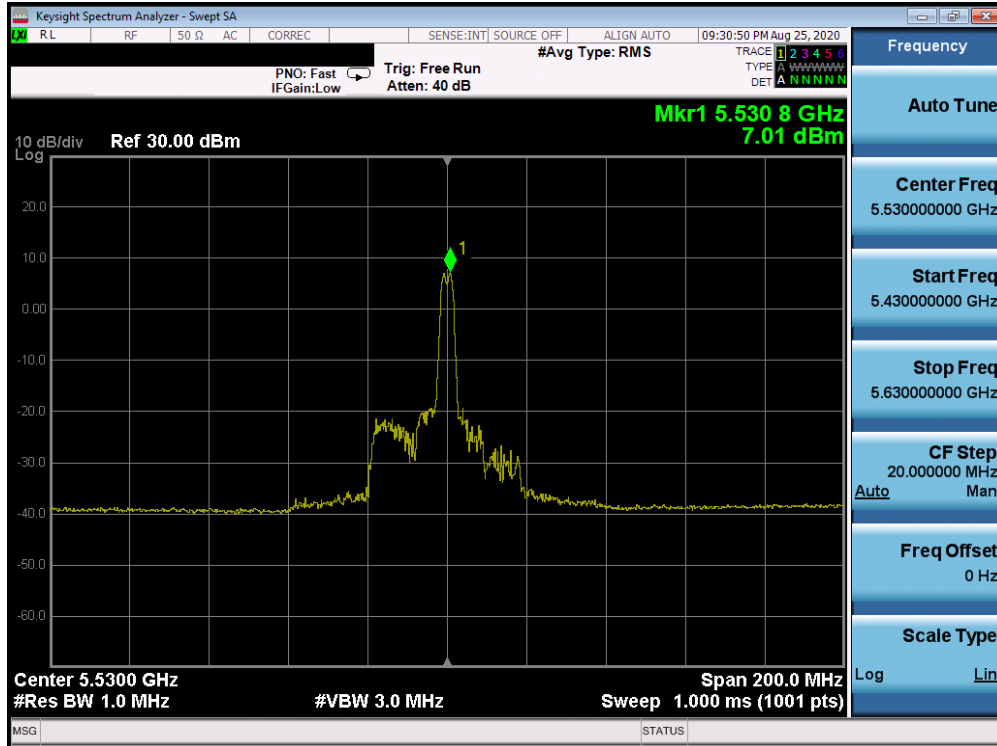 Keysight Spectrum Analyzer - Swept SA
LXI RL RF 50 Ω AC CORREC SENSE:INT SOURCE OFF ALIGN AUTO 09:30:50 PM Aug 25, 2020
#Avg Type: RMS
TRACE 1 2 3 4 5 6
TYPE A WWWWW
DET A N N N N N
PNO: Fast
IFGain:Low
Trig: Free Run
Atten: 40 dB
Mkr1 5.530 8 GHz
7.01 dBm
10 dB/div Ref 30.00 dBm
Log
20.0
10.0
0.00
-10.0
-20.0
-30.0
-40.0
-50.0
-60.0
1
Center 5.5300 GHz Span 200.0 MHz
#Res BW 1.0 MHz #VBW 3.0 MHz Sweep 1.000 ms (1001 pts)
MSG STATUS
Frequency
Auto Tune
Center Freq
5.530000000 GHz
Start Freq
5.430000000 GHz
Stop Freq
5.630000000 GHz
CF Step
20.000000 MHz
Auto Man
Freq Offset
0 Hz
Scale Type
Log Lin